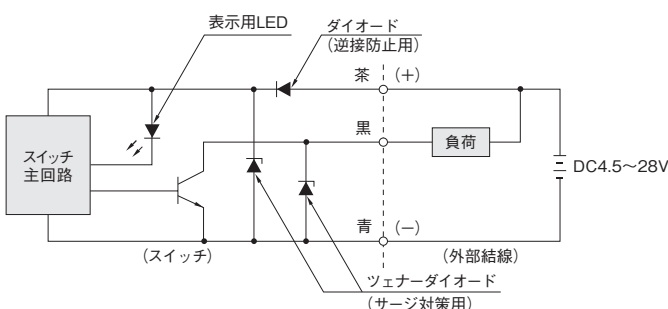 表示用LED
ダイオード
(逆接防止用)
茶 (+)
黒
負荷
スイッチ
主回路
DC4.5～28V
青 (−)
(スイッチ)
(外部結線)
ツェナーダイオード
(サージ対策用)